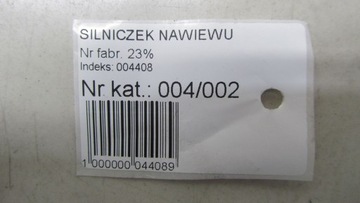 SILNICZEK NAWIEWU
Nr fabr. 23%
Indeks: 004408
Nr kat.: 004/002
1 000000 044089